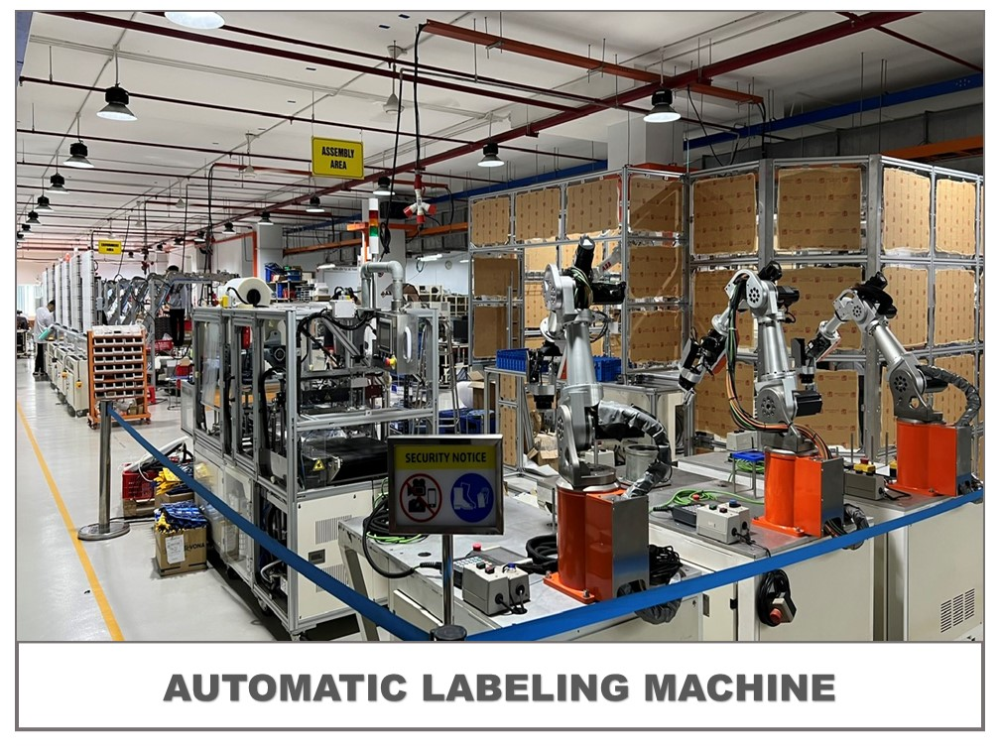 ASSEMBLY
AREA
SECURITY NOTICE
AUTOMATIC LABELING MACHINE